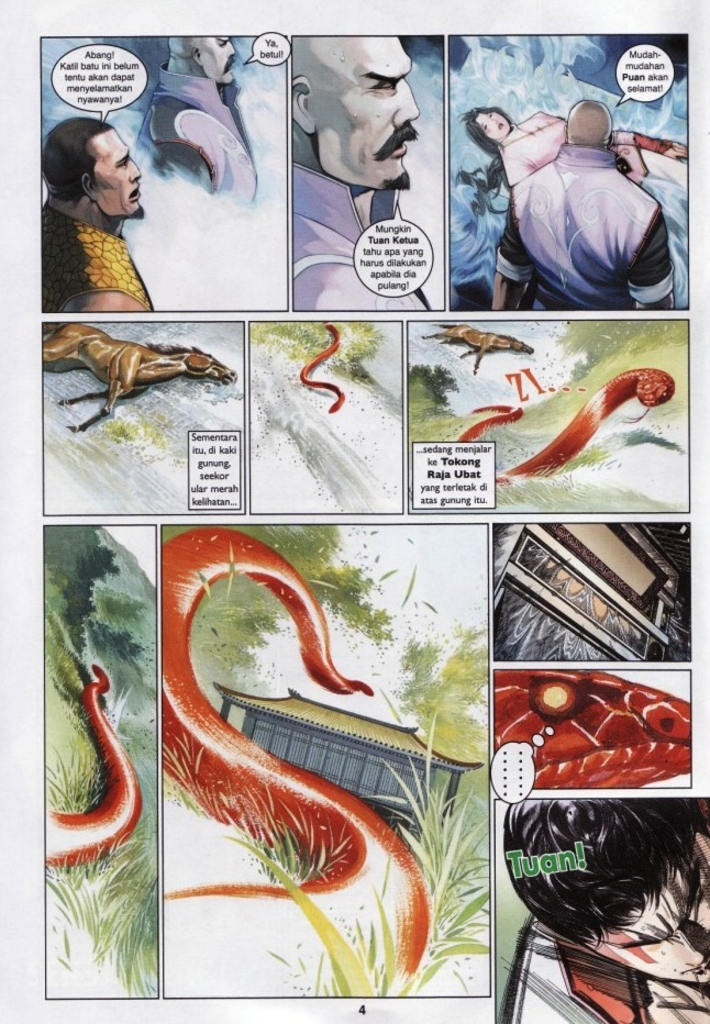 Abang!
Katil batu ini belum
tentu akan dapat
menyelamatkan
nyawanya!
Ya,
betul!
Mungkin
Tuan Ketua
tahu apa yang
harus dilakukan
apabila dia
pulang!
Mudah-
mudahan
Puan akan
selamat!
Sementara
itu, di kaki
gunung,
seekor
ular merah
kelihatan...
ZI...
...sedang menjalar
ke Tokong
Raja Ubat
yang terletak di
atas gunung itu.
Tuan!
4